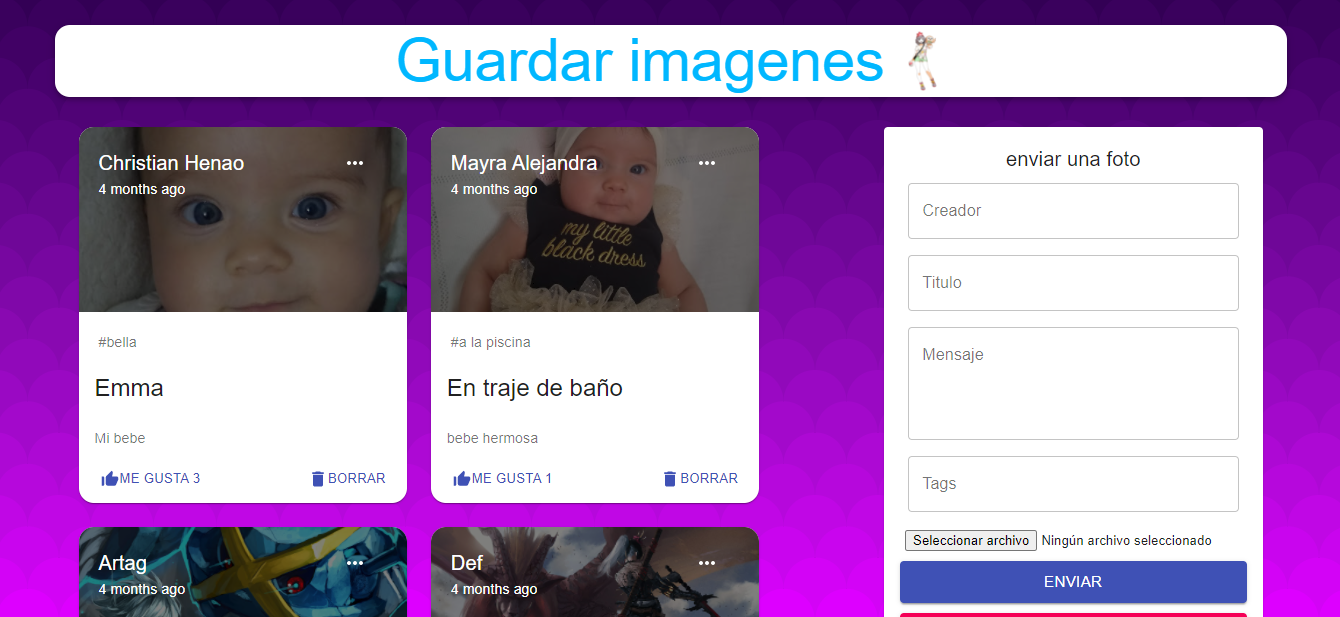 Guardar imagenes
Christian Henao
4 months ago
#bella
Emma
Mi bebe
ME GUSTA 3
BORRAR
Mayra Alejandra
4 months ago
my little
black dress
#a la piscina
En traje de baño
bebe hermosa
ME GUSTA 1
BORRAR
Artag
4 months ago
Def
4 months ago
enviar una foto
Creador
Titulo
Mensaje
Tags
Seleccionar archivo Ningún archivo seleccionado
ENVIAR